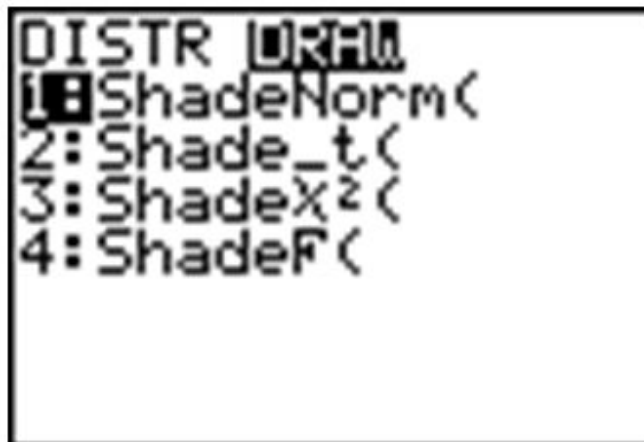 DISTR DRAW
1:ShadeNorm(
2:Shade_t(
3:Shadeχ²(
4:ShadeF(